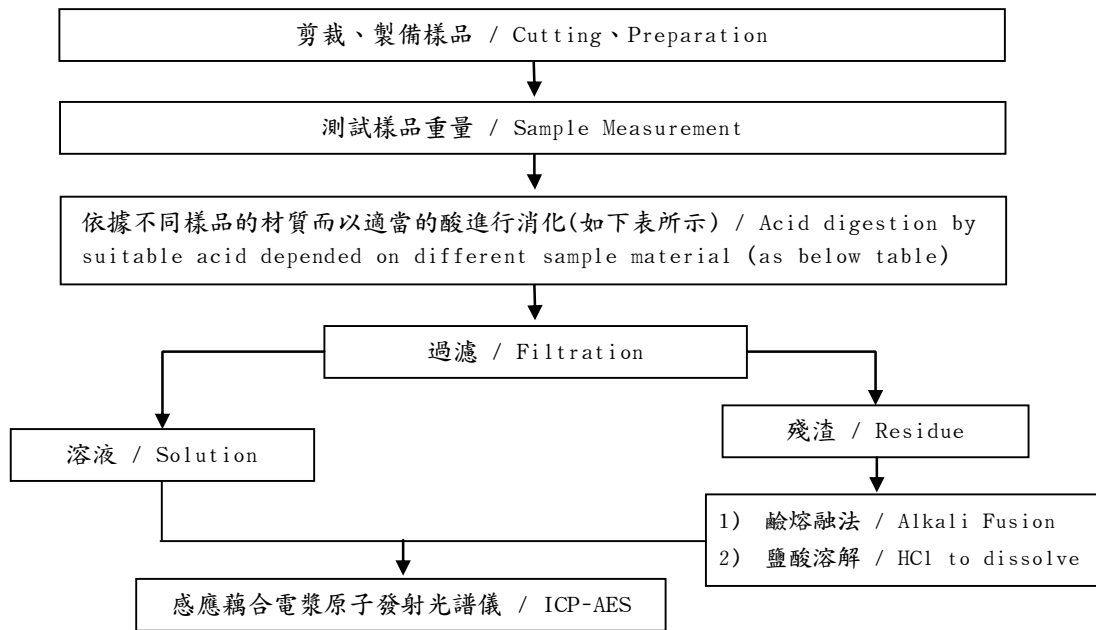 剪裁、製備樣品 / Cutting、Preparation
測試樣品重量 / Sample Measurement
依據不同樣品的材質而以適當的酸進行消化(如下表所示) / Acid digestion by
suitable acid depended on different sample material (as below table)
過濾 / Filtration
溶液 / Solution
殘渣 / Residue
1) 鹼熔融法 / Alkali Fusion
2) 鹽酸溶解 / HCl to dissolve
感應藕合電漿原子發射光譜儀 / ICP-AES